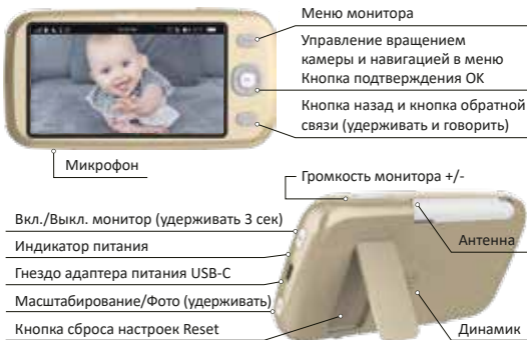 Меню монитора
Управление вращением
камеры и навигацией в меню
Кнопка подтверждения ОК
Кнопка назад и кнопка обратной
связи (удерживать и говорить)
Микрофон
Громкость монитора +/-
Вкл./Выкл. монитор (удерживать 3 сек)
Антенна
Индикатор питания
Гнездо адаптера питания USB-C
Масштабирование/Фото (удерживать)
Кнопка сброса настроек Reset
Динамик